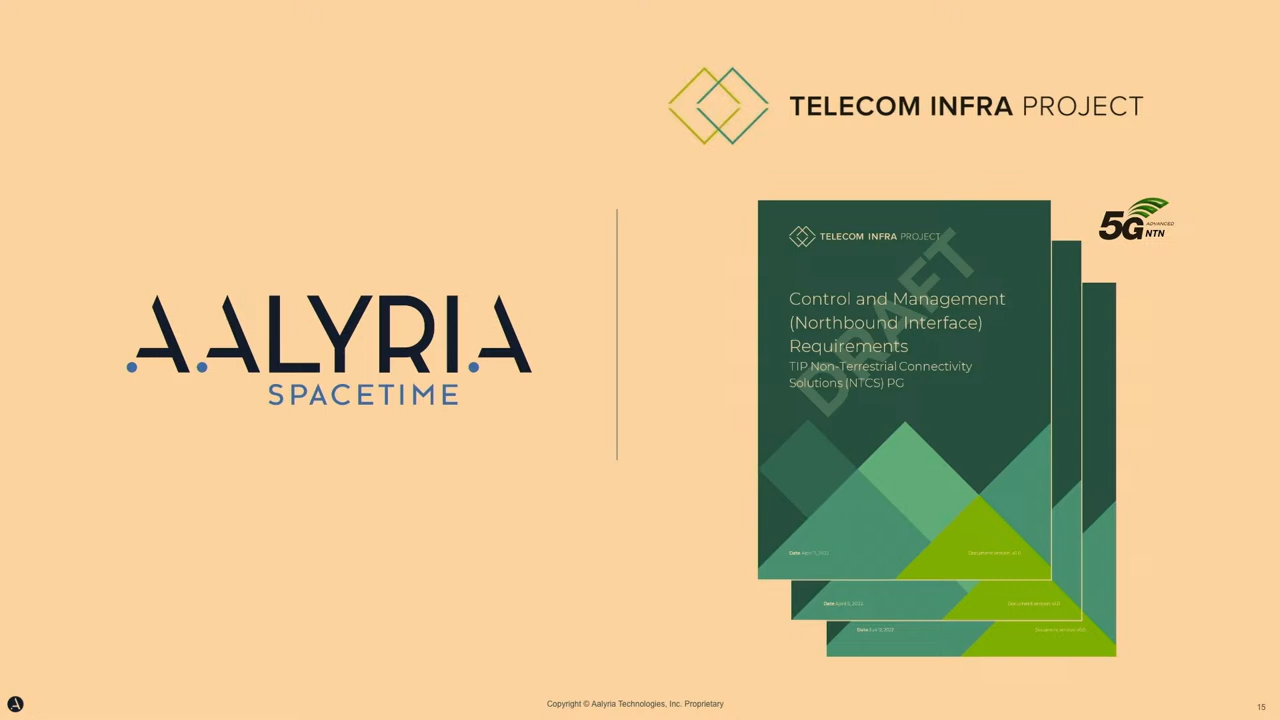 TELECOM INFRA PROJECT
5G ADVANCED
NTN
AALYRIA
SPACETIME
TELECOM INFRA PROJECT
DRAFT
Control and Management
(Northbound Interface)
Requirements
TIP Non-Terrestrial Connectivity
Solutions (NTCS) PG
Copyright © Aalyria Technologies, Inc. Proprietary
15